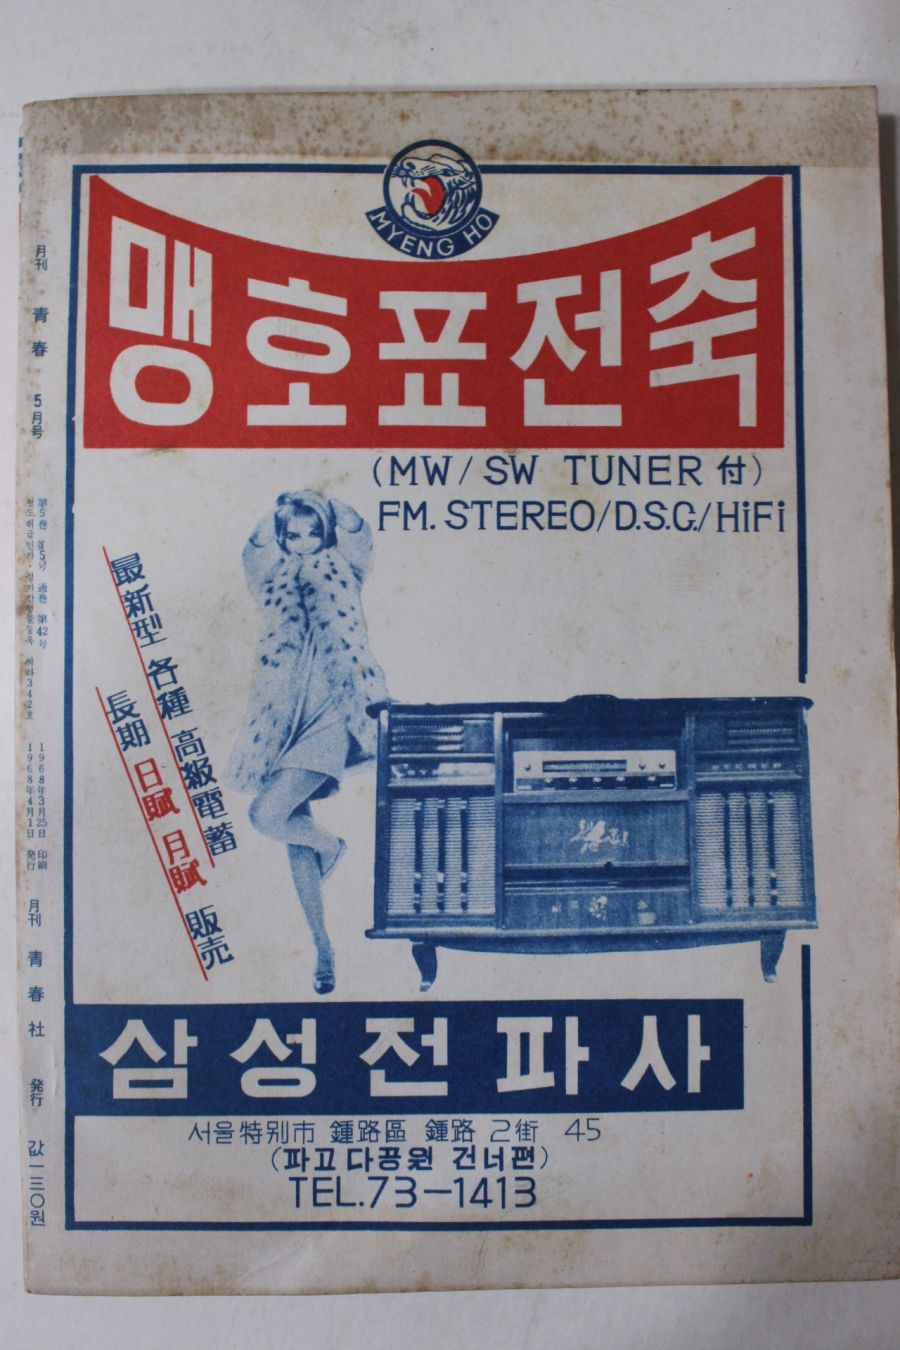 MYENG HO
맹호표전축
(MW/SW TUNER 付)
FM.STEREO/D.S.C./HiFi
最新型 各種 高級電蓄
長期 日賦 月賦 販売
삼성전파사
서울特別市 鍾路區 鍾路 2街 45
(파고다공원 건너편)
TEL.73-1413
月刊 青春 5月号
第5巻 第5号 通巻 第42号
1968年3月25日 印刷
1968年4月1日 発行
月刊 青春社 発行 값一三〇원